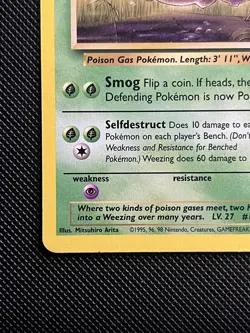 Poison Gas Pokémon. Length: 3' 11", W
Smog Flip a coin. If heads, the
Defending Pokémon is now Po
Selfdestruct Does 10 damage to ea
Pokémon on each player's Bench. (Don'
Weakness and Resistance for Benched
Pokémon.) Weezing does 60 damage to
weakness resistance
Where two kinds of poison gases meet, two k
into a Weezing over many years. LV. 27 #
Illus. Mitsuhiro Arita ©1995, 96, 98 Nintendo, Creatures, GAMEFREAK